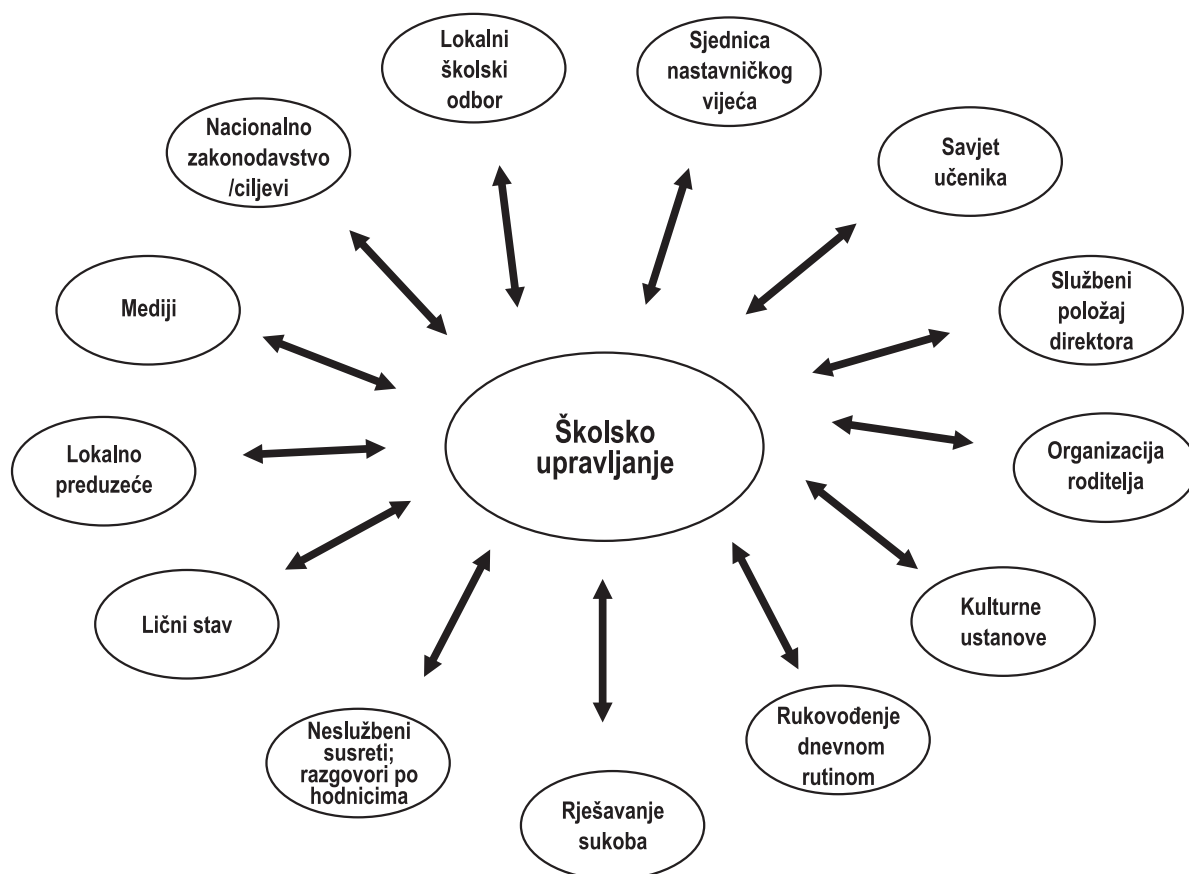 Lokalni
školski
odbor
Sjednica
nastavničkog
vijeća
Nacionalno
zakonodavstvo
/ciljevi
Savjet
učenika
Mediji
Službeni
položaj
direktora
Školsko
upravljanje
Lokalno
preduzeće
Organizacija
roditelja
Lični stav
Kulturne
ustanove
Neslužbeni
susreti;
razgovori po
hodnicima
Rukovođenje
dnevnom
rutinom
Rješavanje
sukoba